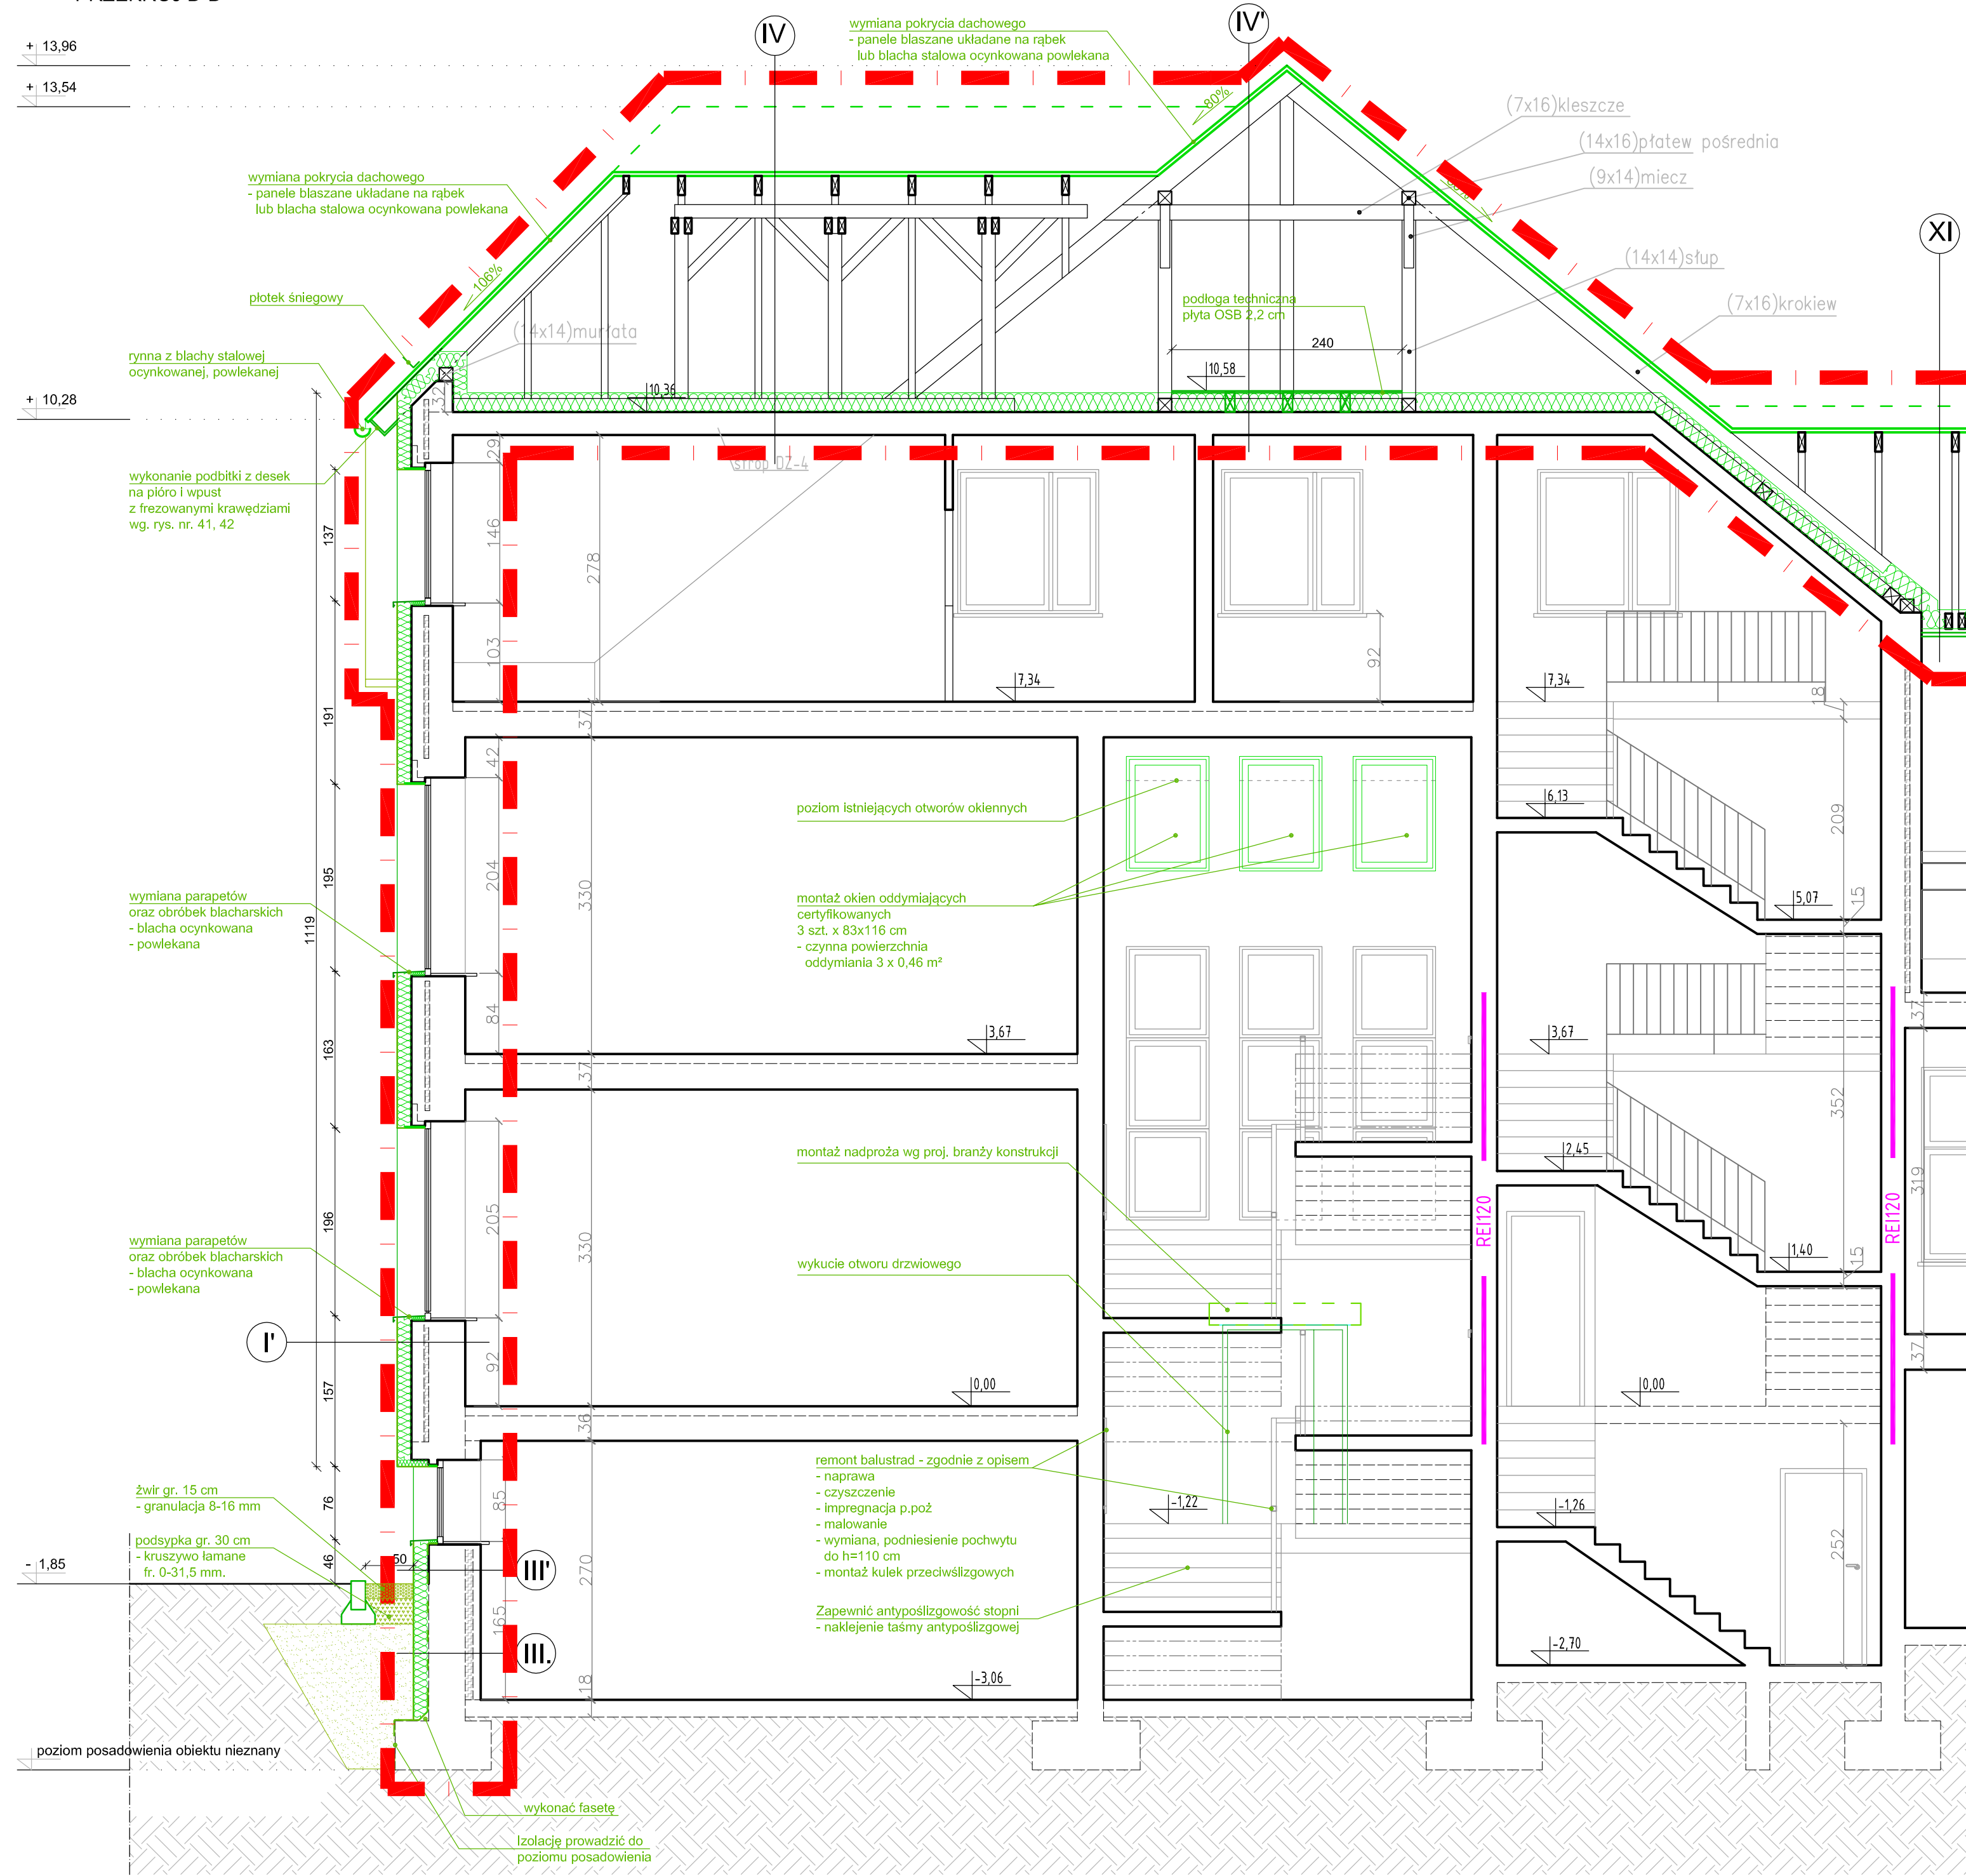 + 13,96
+ 13,54
+ 10,28
- 1,85
poziom posadowienia obiektu nieznany
IV
IV'
XI
I'
III'
III.
wymiana pokrycia dachowego
- panele blaszane układane na rąbek
lub blacha stalowa ocynkowana powlekana
80%
wymiana pokrycia dachowego
- panele blaszane układane na rąbek
lub blacha stalowa ocynkowana powlekana
106%
płotek śniegowy
rynna z blachy stalowej
ocynkowanej, powlekanej
wykonanie podbitki z desek
na pióro i wpust
z frezowanymi krawędziami
wg. rys. nr. 41, 42
(7x16)kleszcze
(14x16)płatew pośrednia
(9x14)miecz
(14x14)słup
(7x16)krokiew
(14x14)murłata
podłoga techniczna
płyta OSB 2,2 cm
240
10,58
10,36
32
strop DZ-4
29
146
103
278
92
7,34
7,34
18
137
191
195
163
196
157
76
46
1119
37
42
204
84
330
37
205
92
330
36
85
165
270
18
50
poziom istniejących otworów okiennych
montaż okien oddymiających
certyfikowanych
3 szt. x 83x116 cm
- czynna powierzchnia
oddymiania 3 x 0,46 m²
6,13
209
5,07
15
3,67
3,67
352
37
2,45
319
1,40
15
37
REI120
REI120
wymiana parapetów
oraz obróbek blacharskich
- blacha ocynkowana
- powlekana
wymiana parapetów
oraz obróbek blacharskich
- blacha ocynkowana
- powlekana
montaż nadproża wg proj. branży konstrukcji
wykucie otworu drzwiowego
0,00
0,00
remont balustrad - zgodnie z opisem
- naprawa
- czyszczenie
- impregnacja p.poż
- malowanie
- wymiana, podniesienie pochwytu
do h=110 cm
- montaż kulek przeciwślizgowych
Zapewnić antypoślizgowość stopni
- naklejenie taśmy antypoślizgowej
-1,22
-1,26
252
-2,70
-3,06
żwir gr. 15 cm
- granulacja 8-16 mm
podsypka gr. 30 cm
- kruszywo łamane
fr. 0-31,5 mm.
wykonać fasetę
Izolację prowadzić do
poziomu posadowienia